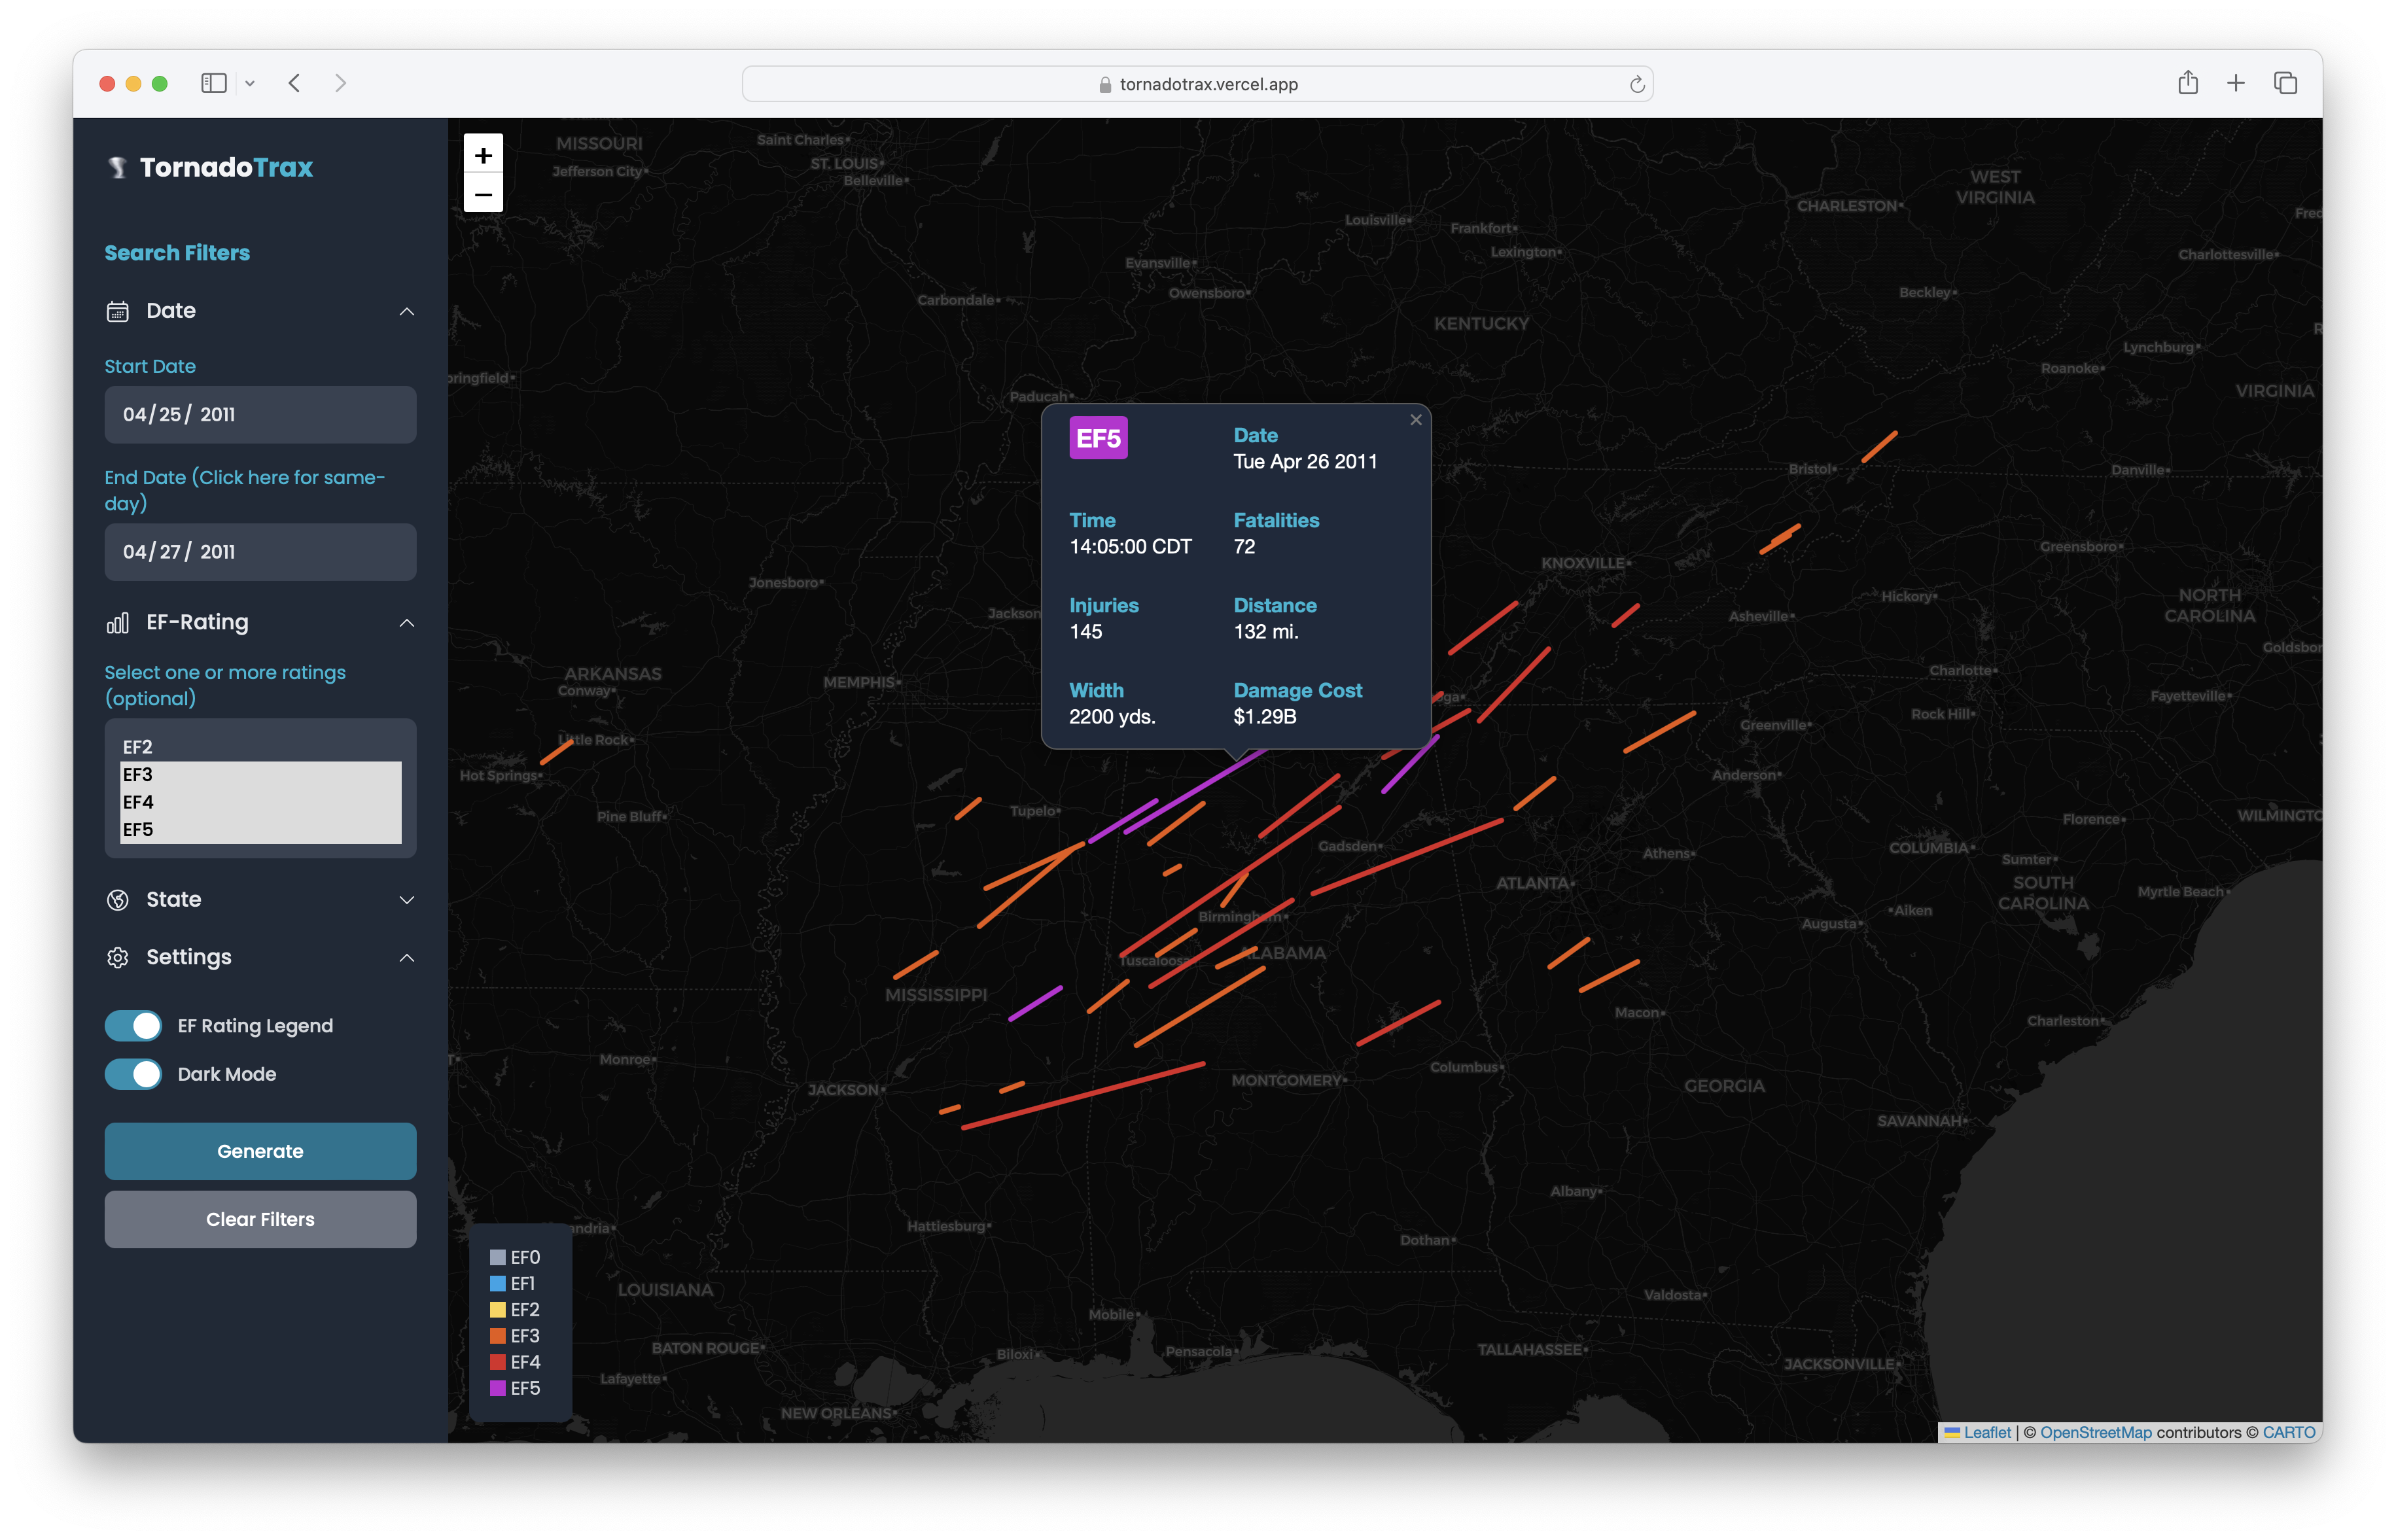 tornadotrax.vercel.app
TornadoTrax
Search Filters
Date
Start Date
04/25/ 2011
End Date (Click here for same-
day)
04/27/ 2011
EF-Rating
Select one or more ratings
(optional)
EF2
EF3
EF4
EF5
State
Settings
EF Rating Legend
Dark Mode
Generate
Clear Filters
+
−
EF5
Date
Tue Apr 26 2011
Time
14:05:00 CDT
Fatalities
72
Injuries
145
Distance
132 mi.
Width
2200 yds.
Damage Cost
$1.29B
MISSOURI
Saint Charles
Jefferson City
ST. LOUIS
Belleville
WEST
VIRGINIA
CHARLESTON
Fred
Louisville
Frankfort
Lexington
Charlottesville
Evansville
Owensboro
Beckley
Carbondale
KENTUCKY
R
Lynchburg
Roanoke
pringfield
VIRGINIA
Paducah
Bristol
Danville
Greensboro
KNOXVILLE
Jonesboro
Hickory
NORTH
CAROLINA
Jackson
Asheville
Goldsbor
ARKANSAS
Conway
MEMPHIS
Charlotte
ga
Fayetteville
Rock Hill
Greenville
Little Rock
Hot Springs
Anderson
Tupelo
Pine Bluff
Florence
WILMINGTO
Gadsden
Athens
COLUMBIA
Sumter
ATLANTA
SOUTH
CAROLINA
Myrtle Beach
Birmingham
Aiken
Augusta
Tuscaloosa
ALABAMA
MISSISSIPPI
Macon
Charleston
T
Monroe
Columbus
JACKSON
MONTGOMERY
GEORGIA
SAVANNAH
Albany
andria
Hattiesburg
Dothan
LOUISIANA
Valdosta
Mobile
BATON ROUGE
Biloxi
Pensacola
TALLAHASSEE
JACKSONVILLE
Lafayette
NEW ORLEANS
EF0
EF1
EF2
EF3
EF4
EF5
Leaflet | © OpenStreetMap contributors © CARTO